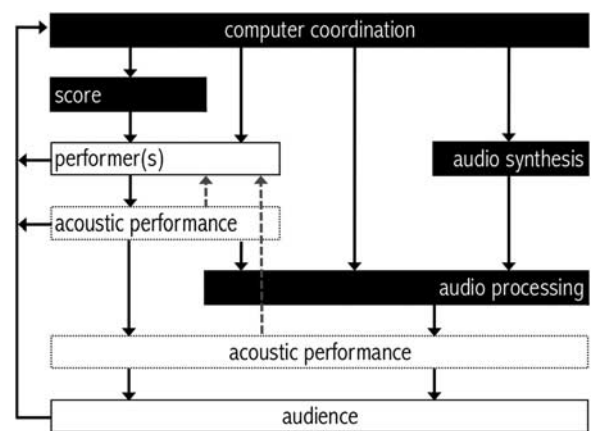 computer coordination
score
performer(s)
audio synthesis
acoustic performance
audio processing
acoustic performance
audience